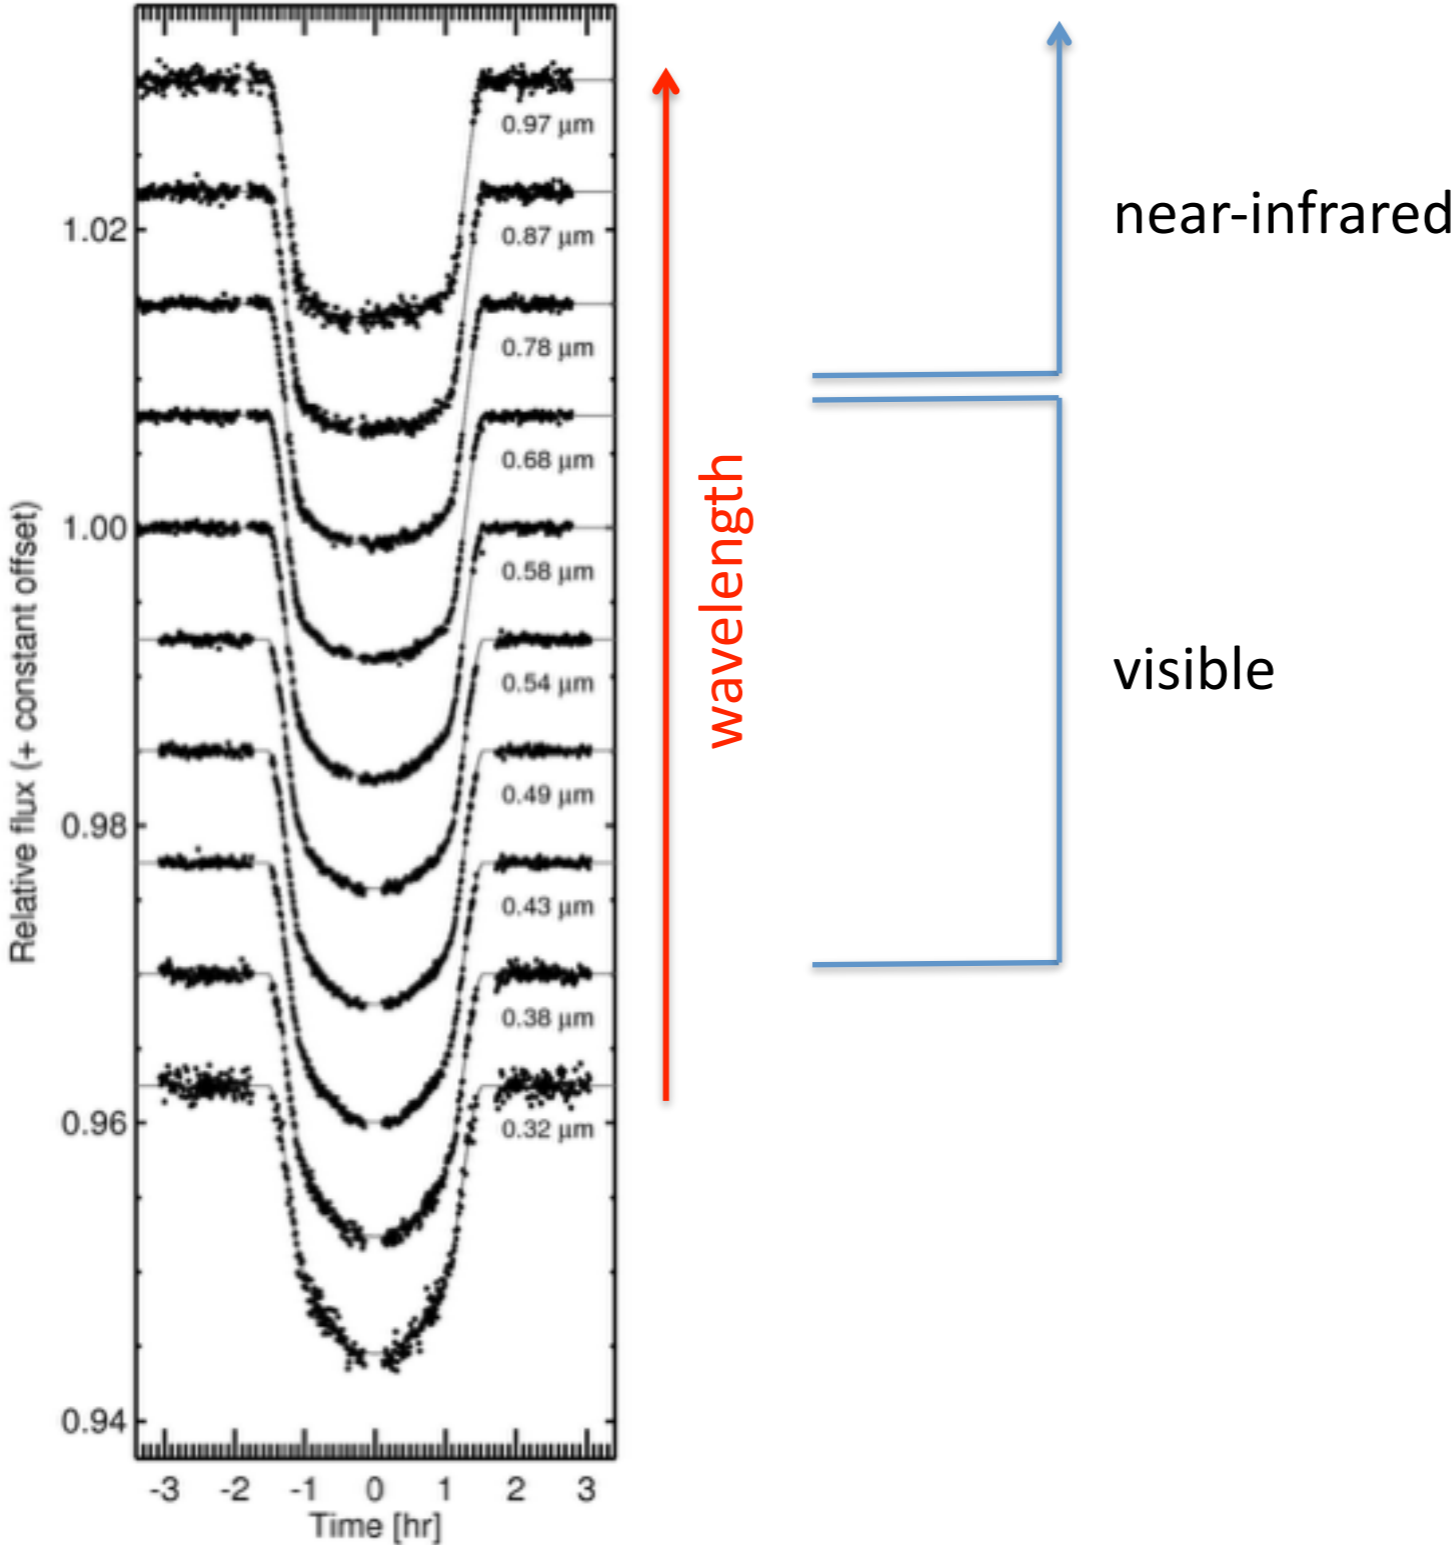 0.97 μm
near-infrared
1.02
0.87 μm
0.78 μm
0.68 μm
wavelength
1.00
0.58 μm
Relative flux (+ constant offset)
0.54 μm
visible
0.49 μm
0.98
0.43 μm
0.38 μm
0.96
0.32 μm
0.94
-3 -2 -1 0 1 2 3
Time [hr]